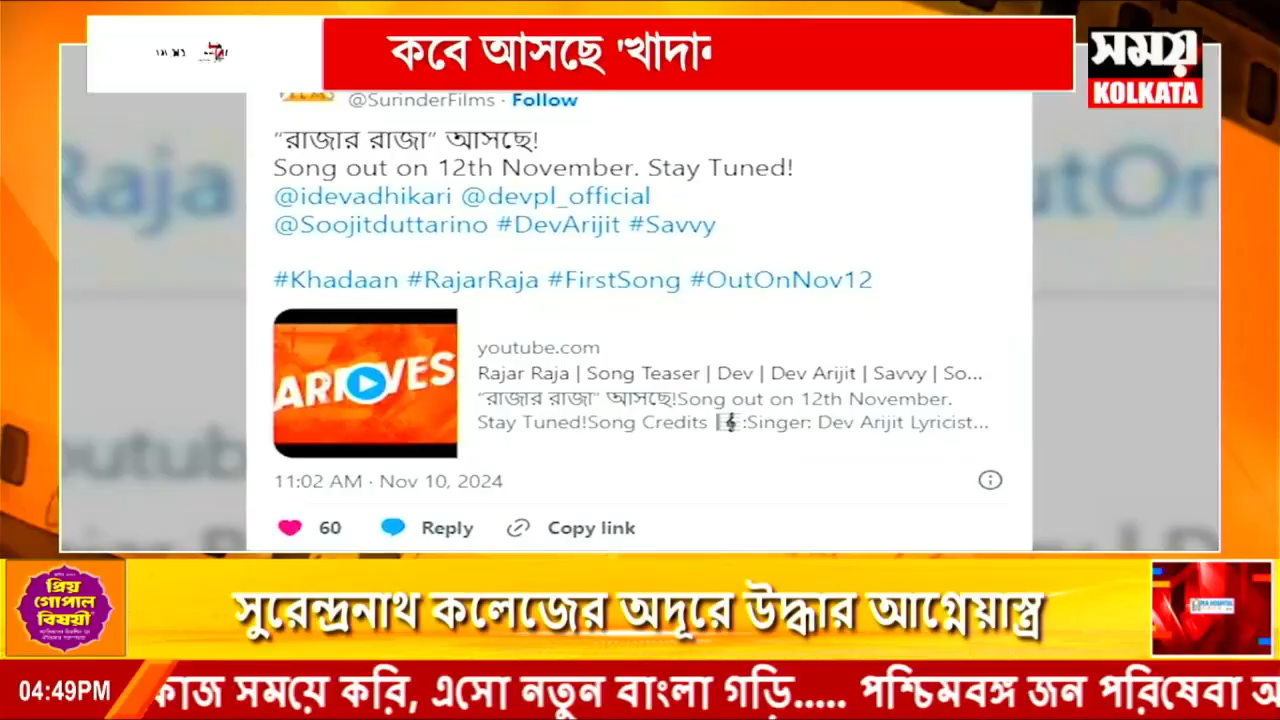 কবে আসছে 'খাদান
সময়
KOLKATA
@SurinderFilms · Follow
"রাজার রাজা" আসছে!
Song out on 12th November. Stay Tuned!
@idevadhikari @devpl_official
@Soojitduttarino #DevArijit #Savvy
#Khadaan #RajarRaja #FirstSong #OutOnNov12
ARRIVES
youtube.com
Rajar Raja | Song Teaser | Dev | Dev Arijit | Savvy | So...
"রাজার রাজা" আসছে!Song out on 12th November.
Stay Tuned!Song Credits 🎼:Singer: Dev Arijit Lyricist...
11:02 AM · Nov 10, 2024
60 Reply Copy link
প্রিয়
গোপাল
বিষয়ী
সুরেন্দ্রনাথ কলেজের অদূরে উদ্ধার আগ্নেয়াস্ত্র
04:49PM
কাজ সময়ে করি, এসো নতুন বাংলা গড়ি..... পশ্চিমবঙ্গ জন পরিষেবা অ